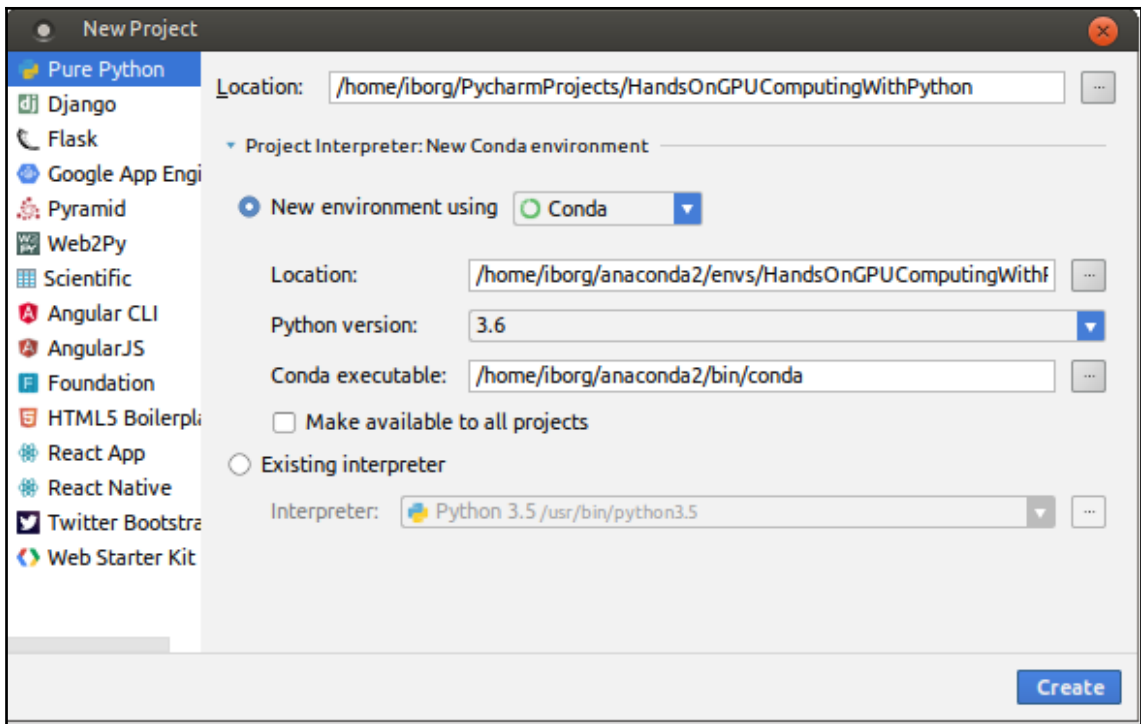 New Project
Pure Python
Django
Flask
Google App Engi
Pyramid
Web2Py
Scientific
Angular CLI
AngularJS
Foundation
HTML5 Boilerpla
React App
React Native
Twitter Bootstra
Web Starter Kit
Location: /home/iborg/PycharmProjects/HandsOnGPUComputingWithPython ...
Project Interpreter: New Conda environment
New environment using Conda
Location: /home/iborg/anaconda2/envs/HandsOnGPUComputingWith ...
Python version: 3.6
Conda executable: /home/iborg/anaconda2/bin/conda ...
Make available to all projects
Existing interpreter
Interpreter: Python 3.5 /usr/bin/python3.5 ...
Create